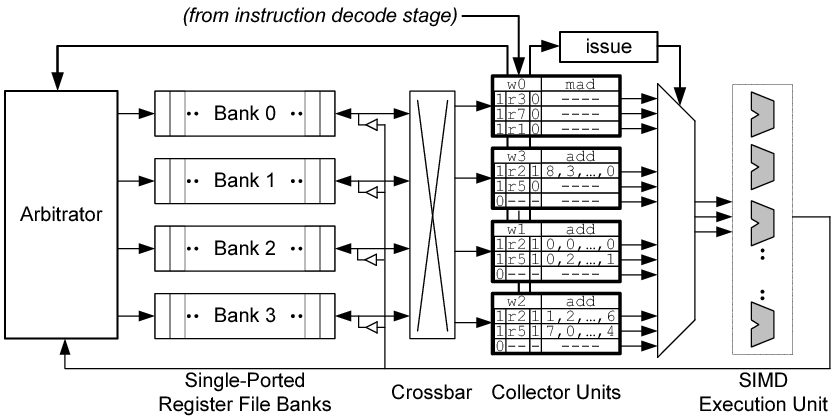 (from instruction decode stage)
issue
Arbitrator
Bank 0
Bank 1
Bank 2
Bank 3
w0 mad
1 r3 0 ----
1 r7 0 ----
1 r1 0 ----
w3 add
1 r2 1 8,3,…,0
1 r5 0 ----
0 -- - ----
w1 add
1 r2 1 0,0,…,0
1 r5 1 0,2,…,1
0 -- - ----
w2 add
1 r2 1 1,2,…,6
1 r5 1 7,0,…,4
0 -- - ----
Single-Ported
Register File Banks
Crossbar
Collector Units
SIMD
Execution Unit